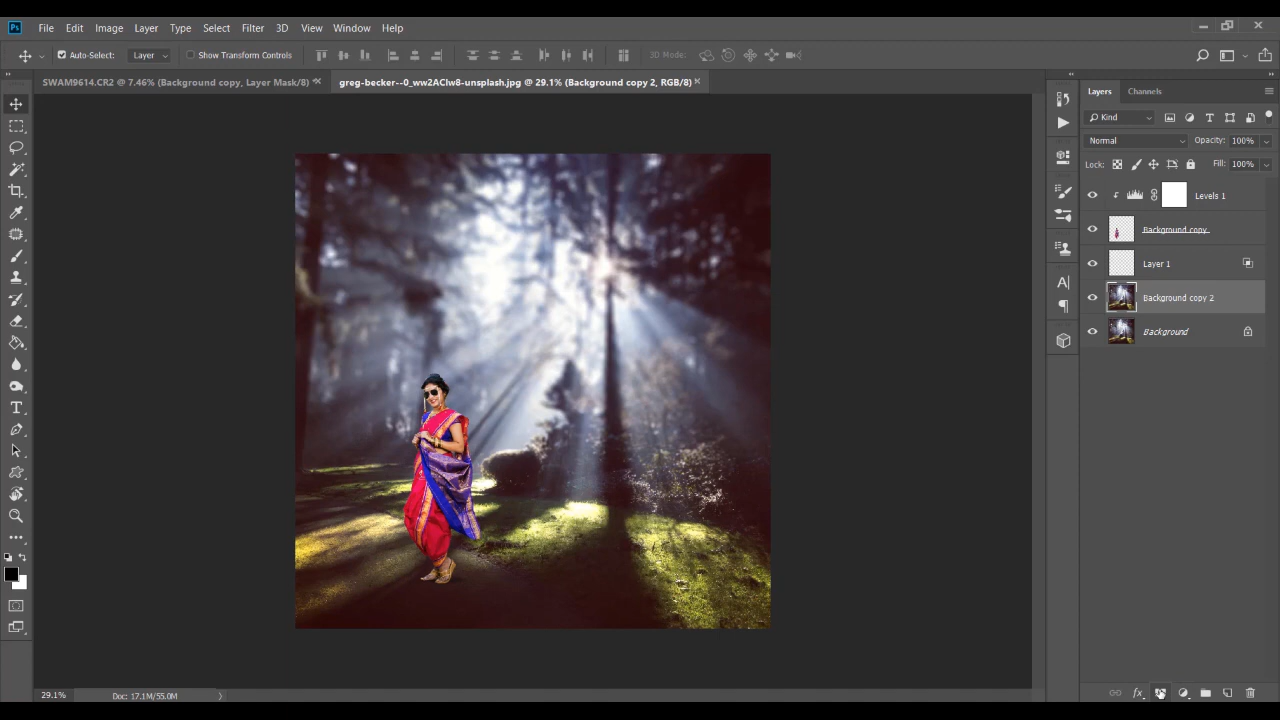 Ps File Edit Image Layer Type Select Filter 3D View Window Help
Auto-Select: Layer Show Transform Controls 3D Mode:
SWAM9614.CR2 @ 7.46% (Background copy, Layer Mask/8) greg-becker--0_ww2AClw8-unsplash.jpg @ 29.1% (Background copy 2, RGB/8)
Layers Channels
Kind
Normal Opacity: 100%
Lock: Fill: 100%
Levels 1
Background copy
Layer 1
Background copy 2
Background
29.1% Doc: 17.1M/55.0M
fx